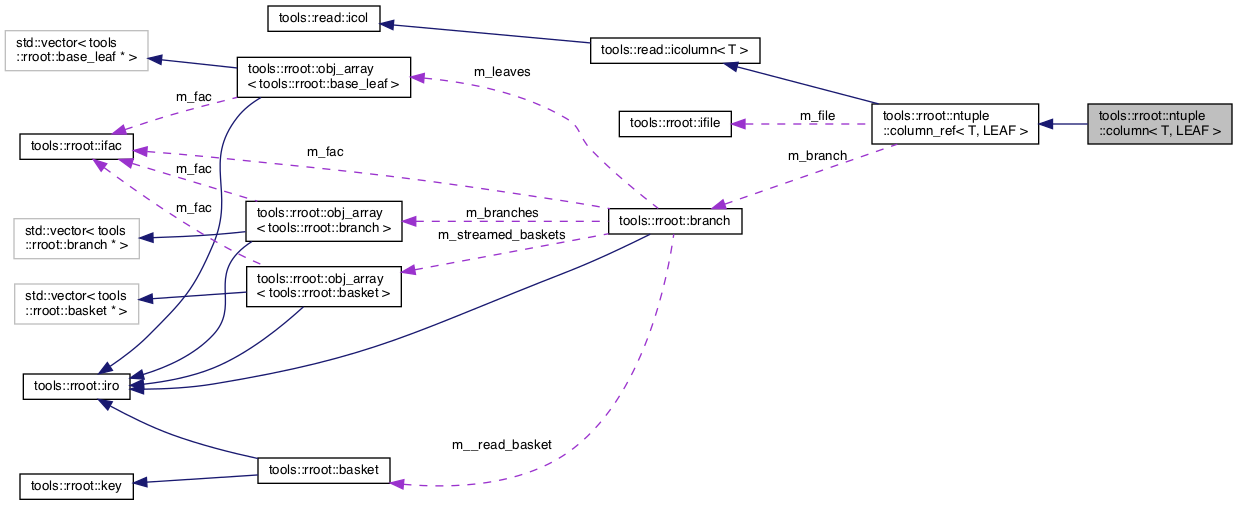 tools::rroot::ntuple
::column< T, LEAF >
tools::rroot::ntuple
::column_ref< T, LEAF >
tools::read::icolumn< T >
tools::read::icol
m_file
tools::rroot::ifile
m_branch
tools::rroot::branch
m_leaves
tools::rroot::obj_array
< tools::rroot::base_leaf >
std::vector< tools
::rroot::base_leaf * >
m_fac
tools::rroot::ifac
m_fac
m_fac
m_branches
tools::rroot::obj_array
< tools::rroot::branch >
std::vector< tools
::rroot::branch * >
m_fac
m_streamed_baskets
tools::rroot::obj_array
< tools::rroot::basket >
std::vector< tools
::rroot::basket * >
tools::rroot::iro
m__read_basket
tools::rroot::basket
tools::rroot::key